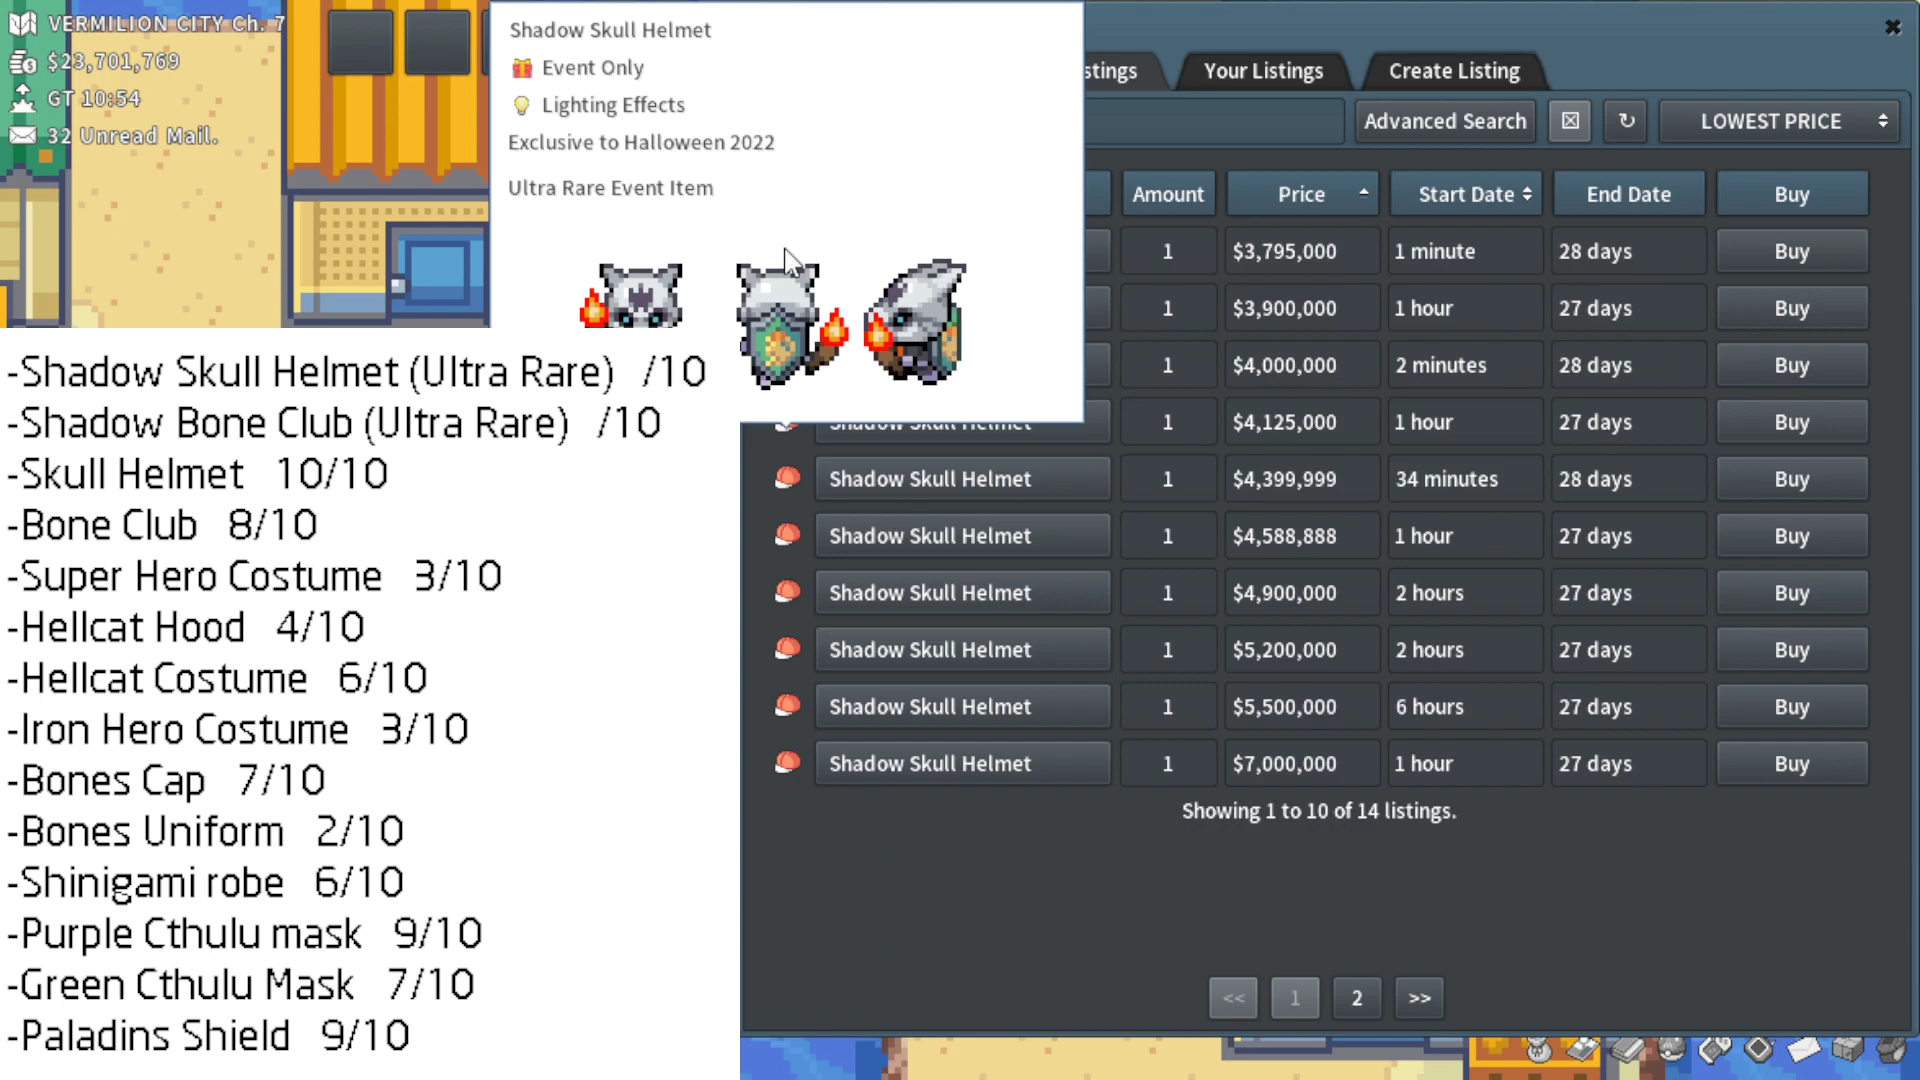 VERMILION CITY Ch. 7
$23,701,769
GT 10:54
32 Unread Mail.
Shadow Skull Helmet
Event Only
Lighting Effects
Exclusive to Halloween 2022
Ultra Rare Event Item
-Shadow Skull Helmet (Ultra Rare) /10
-Shadow Bone Club (Ultra Rare) /10
-Skull Helmet 10/10
-Bone Club 8/10
-Super Hero Costume 3/10
-Hellcat Hood 4/10
-Hellcat Costume 6/10
-Iron Hero Costume 3/10
-Bones Cap 7/10
-Bones Uniform 2/10
-Shinigami robe 6/10
-Purple Cthulu mask 9/10
-Green Cthulu Mask 7/10
-Paladins Shield 9/10
stings Your Listings Create Listing
Advanced Search LOWEST PRICE
Amount Price Start Date End Date Buy
1 $3,795,000 1 minute 28 days Buy
1 $3,900,000 1 hour 27 days Buy
1 $4,000,000 2 minutes 28 days Buy
Shadow Skull Helmet 1 $4,125,000 1 hour 27 days Buy
Shadow Skull Helmet 1 $4,399,999 34 minutes 28 days Buy
Shadow Skull Helmet 1 $4,588,888 1 hour 27 days Buy
Shadow Skull Helmet 1 $4,900,000 2 hours 27 days Buy
Shadow Skull Helmet 1 $5,200,000 2 hours 27 days Buy
Shadow Skull Helmet 1 $5,500,000 6 hours 27 days Buy
Shadow Skull Helmet 1 $7,000,000 1 hour 27 days Buy
Showing 1 to 10 of 14 listings.
<< 1 2 >>